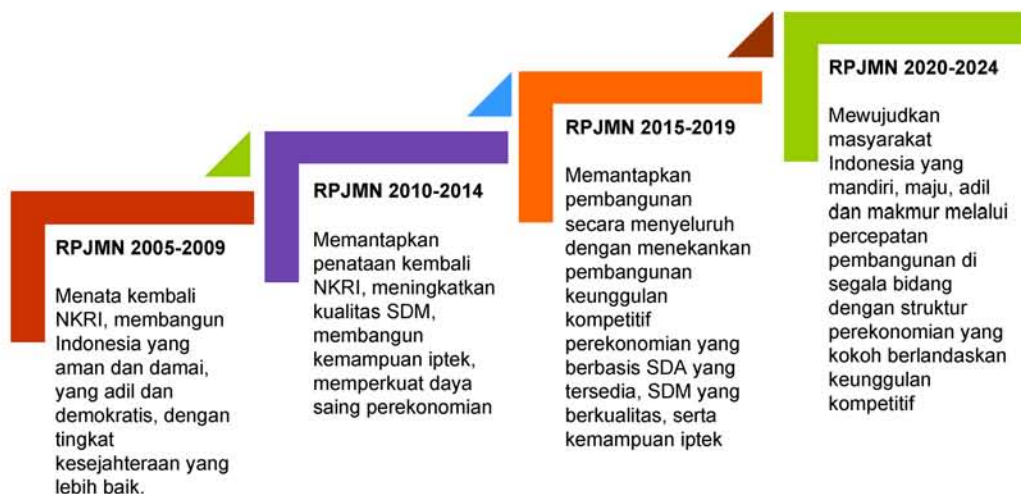 RPJMN 2005-2009
Menata kembali
NKRI, membangun
Indonesia yang
aman dan damai,
yang adil dan
demokratis, dengan
tingkat
kesejahteraan yang
lebih baik.
RPJMN 2010-2014
Memantapkan
penataan kembali
NKRI, meningkatkan
kualitas SDM,
membangun
kemampuan iptek,
memperkuat daya
saing perekonomian
RPJMN 2015-2019
Memantapkan
pembangunan
secara menyeluruh
dengan menekankan
pembangunan
keunggulan
kompetitif
perekonomian yang
berbasis SDA yang
tersedia, SDM yang
berkualitas, serta
kemampuan iptek
RPJMN 2020-2024
Mewujudkan
masyarakat
Indonesia yang
mandiri, maju, adil
dan makmur melalui
percepatan
pembangunan di
segala bidang
dengan struktur
perekonomian yang
kokoh berlandaskan
keunggulan
kompetitif